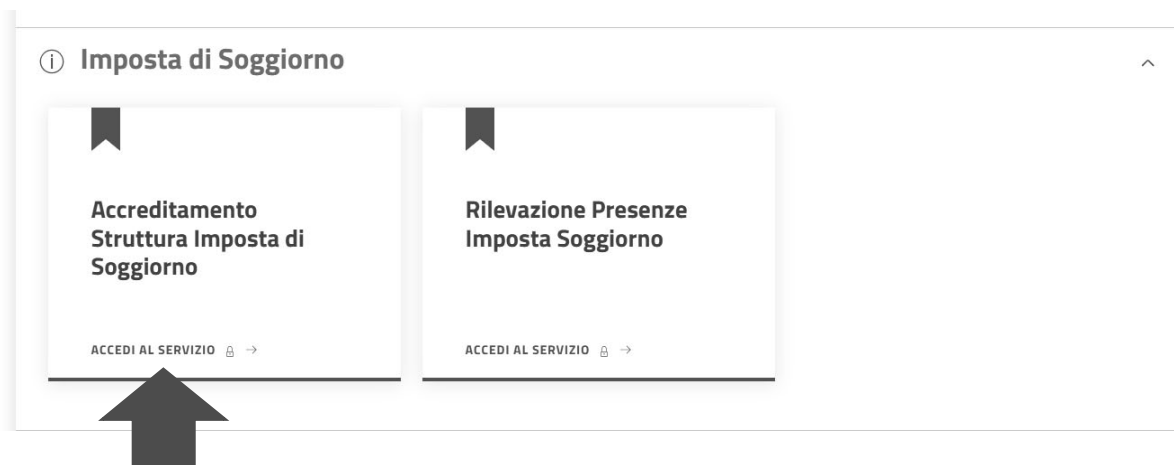 Imposta di Soggiorno
Accreditamento
Struttura Imposta di
Soggiorno
ACCEDI AL SERVIZIO
Rilevazione Presenze
Imposta Soggiorno
ACCEDI AL SERVIZIO